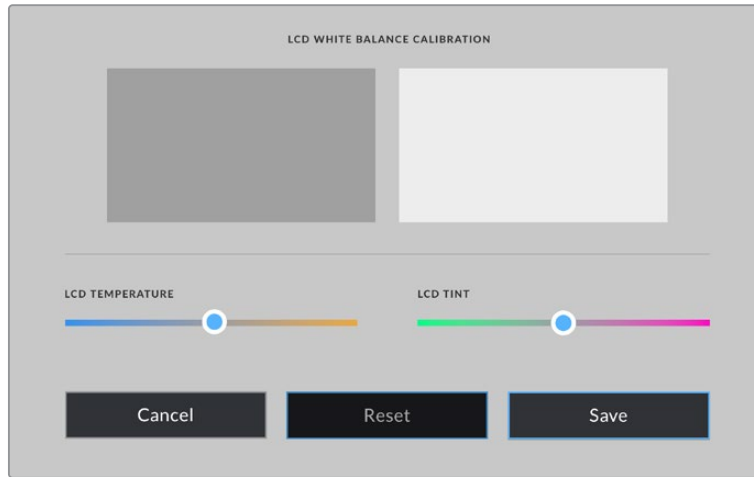 LCD WHITE BALANCE CALIBRATION
LCD TEMPERATURE
LCD TINT
Cancel
Reset
Save